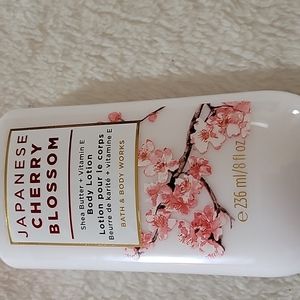 JAPANESE
CHERRY
BLOSSOM
Shea Butter + Vitamin E
Body Lotion
Lotion pour le corps
Beurre de karité + vitamine E
BATH & BODY WORKS
e 236 ml/8 fl oz